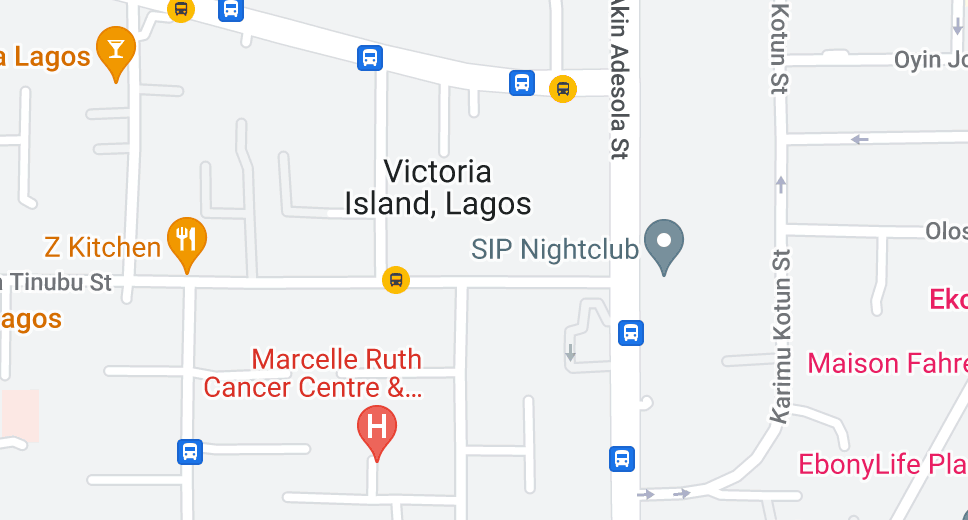 a Lagos
Akin Adesola St
Kotun St
Oyin Jo
Victoria
Island, Lagos
Z Kitchen
SIP Nightclub
Olos
a Tinubu St
Karimu Kotun St
Eko
agos
Marcelle Ruth
Cancer Centre &...
H
Maison Fahre
EbonyLife Pla